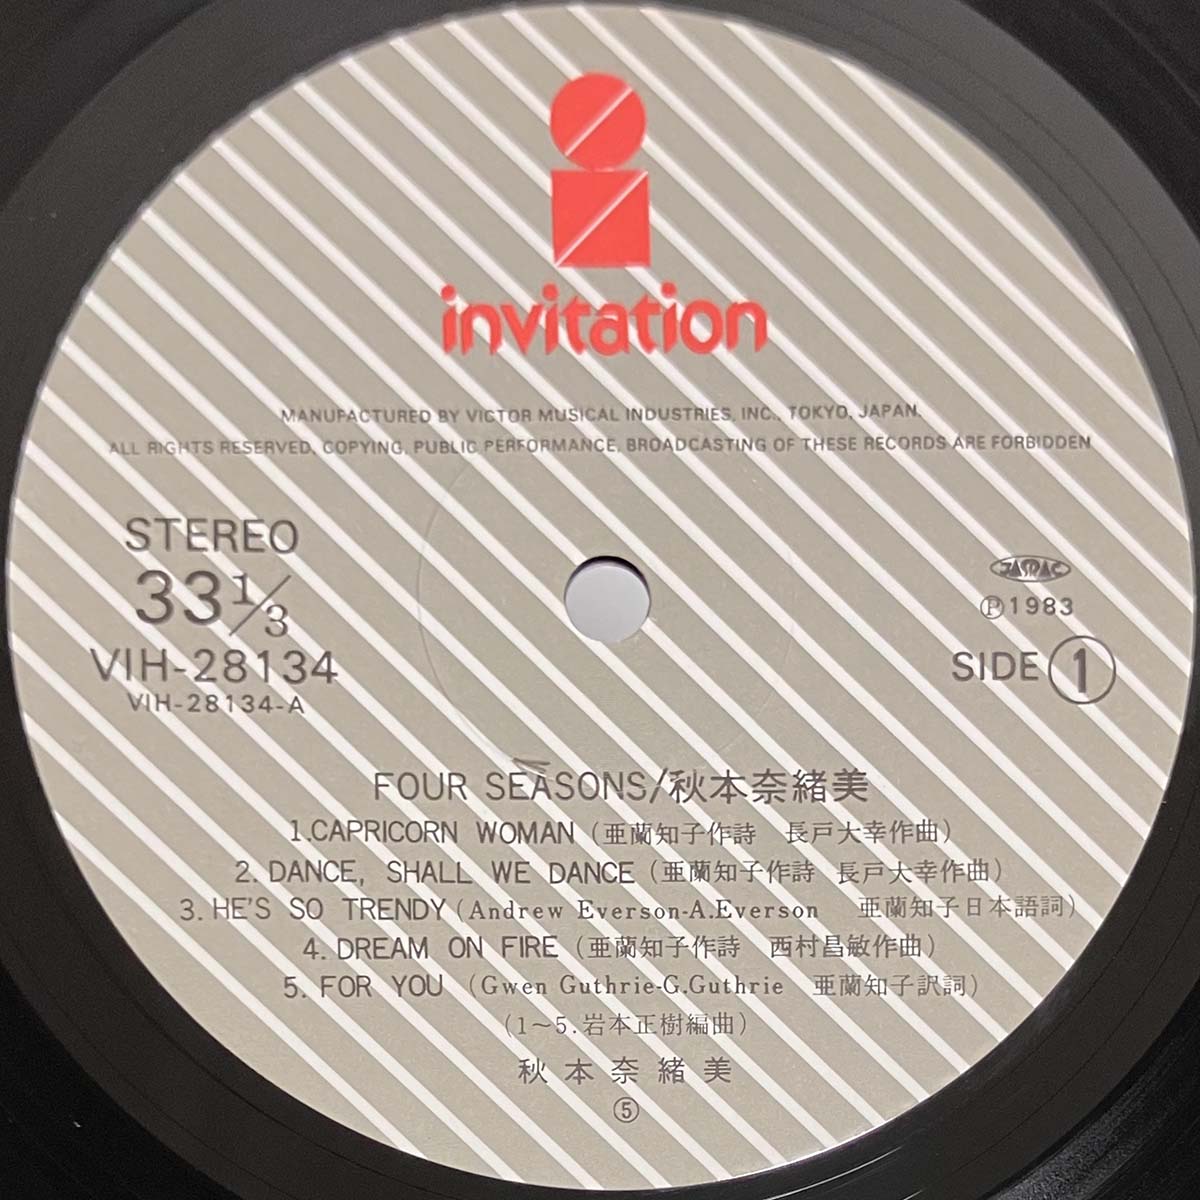 invitation
MANUFACTURED BY VICTOR MUSICAL INDUSTRIES, INC., TOKYO, JAPAN.
ALL RIGHTS RESERVED, COPYING, PUBLIC PERFORMANCE, BROADCASTING OF THESE RECORDS ARE FORBIDDEN
STEREO
33 1/3
VIH-28134
VIH-28134-A
JASRAC
Ⓟ1983
SIDE ①
FOUR SEASONS/秋本奈緒美
1.CAPRICORN WOMAN (亜蘭知子作詩 長戸大幸作曲)
2. DANCE, SHALL WE DANCE (亜蘭知子作詩 長戸大幸作曲)
3. HE'S SO TRENDY (Andrew Everson-A.Everson 亜蘭知子日本語詞)
4. DREAM ON FIRE (亜蘭知子作詩 西村昌敏作曲)
5. FOR YOU (Gwen Guthrie-G.Guthrie 亜蘭知子訳詞)
(1~5.岩本正樹編曲)
秋本奈緒美
⑤